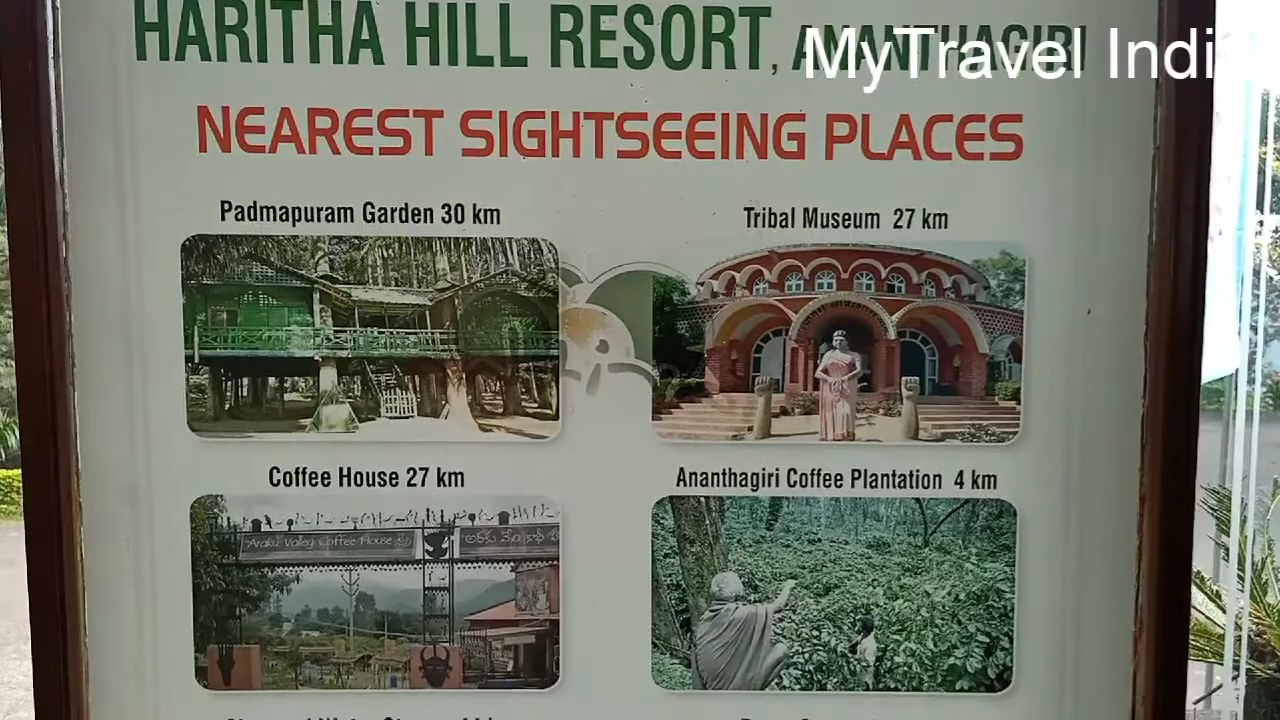 HARITHA HILL RESORT, ANANTHAGIRI
MyTravel Indi
NEAREST SIGHTSEEING PLACES
Padmapuram Garden 30 km
Tribal Museum 27 km
Coffee House 27 km
Ananthagiri Coffee Plantation 4 km
Araku Valley Coffee House